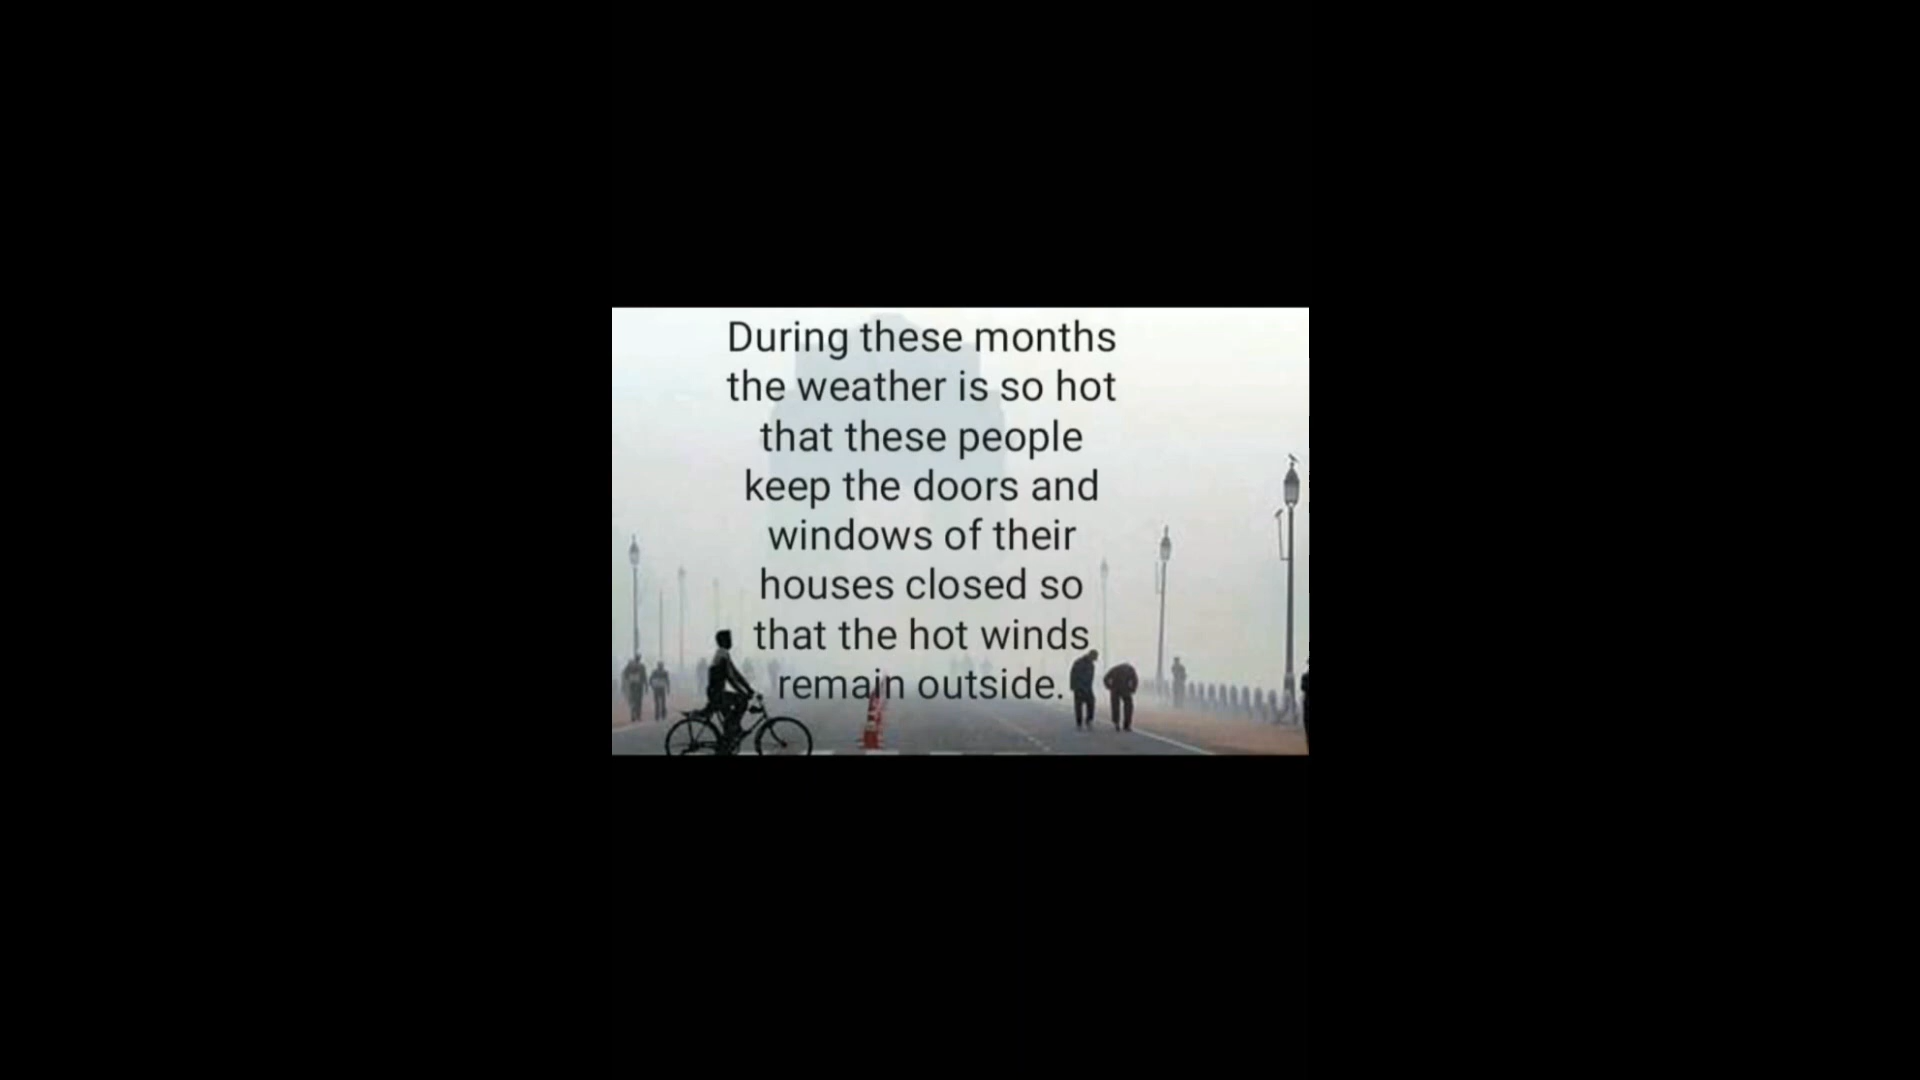 During these months
the weather is so hot
that these people
keep the doors and
windows of their
houses closed so
that the hot winds
remain outside.